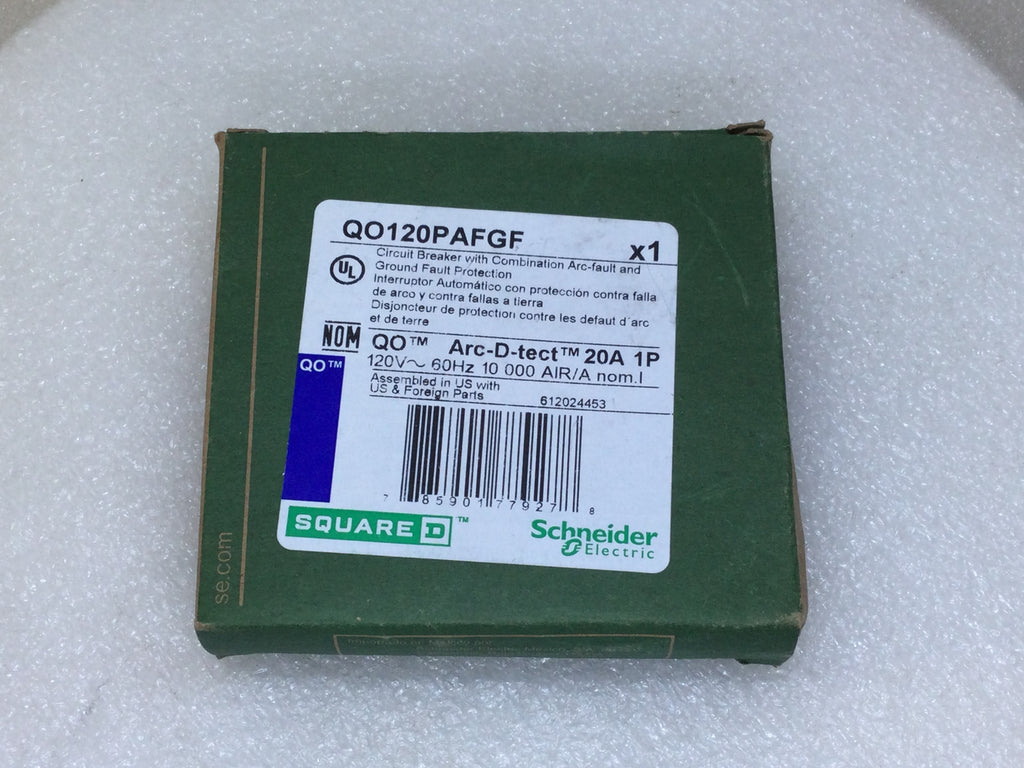 QO120PAFGF
x1
Circuit Breaker with Combination Arc-fault and
Ground Fault Protection
Interruptor Automático con protección contra falla
de arco y contra fallas a tierra
Disjoncteur de protection contre les defaut d´arc
et de terre
UL
NOM
QO™ Arc-D-tect™ 20A 1P
120V~ 60Hz 10 000 AIR/A nom.I
Assembled in US with
US & Foreign Parts
612024453
QO™
7 85901 77927 8
SQUARE D™
Schneider
Electric
se.com